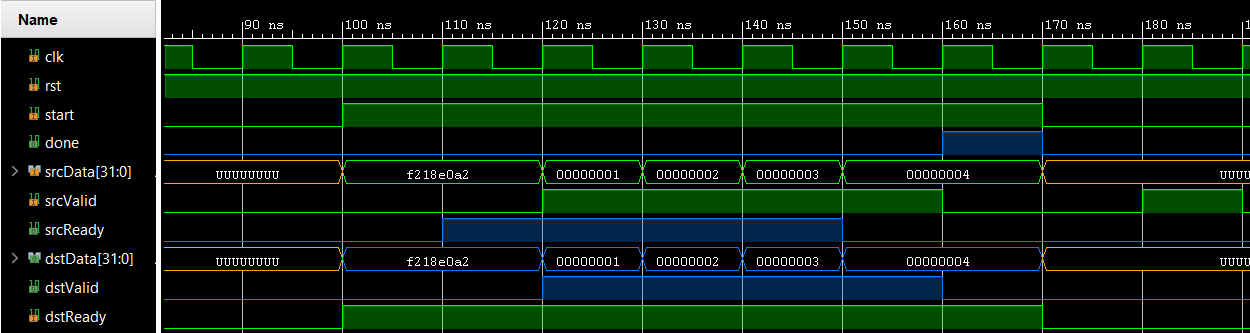 Name
90 ns 100 ns 110 ns 120 ns 130 ns 140 ns 150 ns 160 ns 170 ns 180 ns 1
clk
rst
start
done
srcData[31:0] UUUUUUUU f218e0a2 00000001 00000002 00000003 00000004 UUUU
srcValid
srcReady
dstData[31:0] UUUUUUUU f218e0a2 00000001 00000002 00000003 00000004 UUUU
dstValid
dstReady